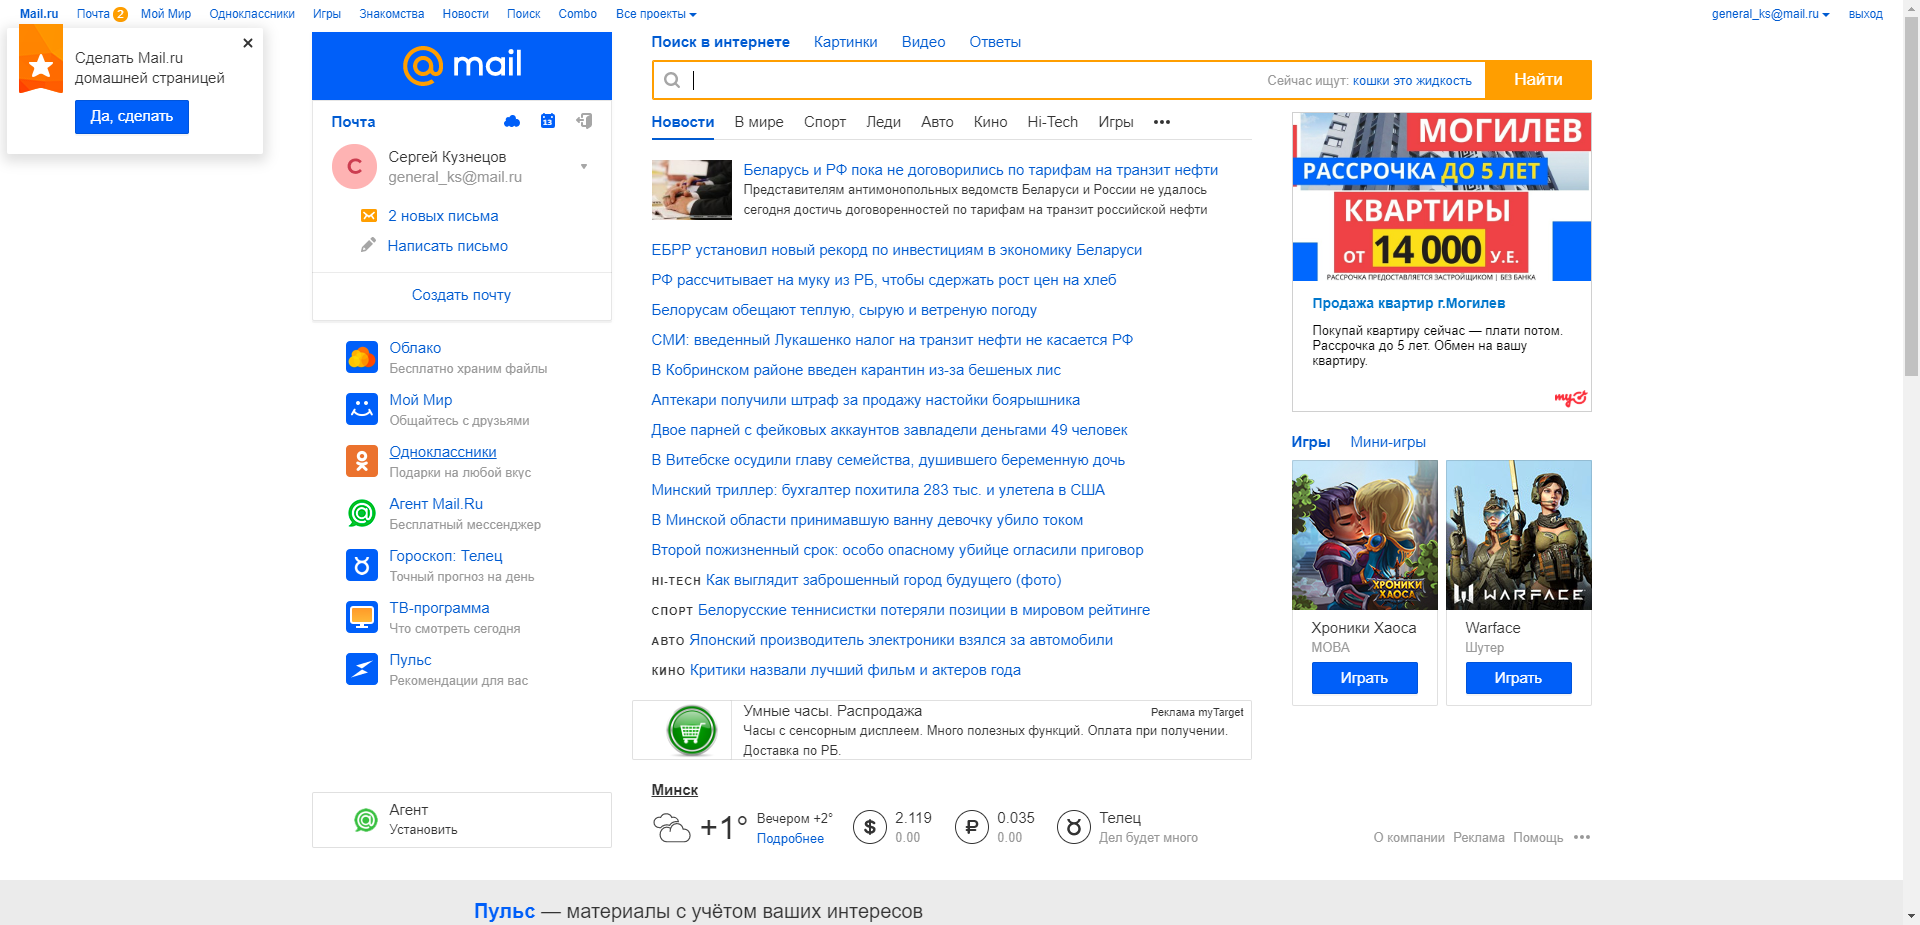 Mail.ru Почта 2 Мой Мир Одноклассники Игры Знакомства Новости Поиск Combo Все проекты general_ks@mail.ru выход
Сделать Mail.ru
домашней страницей
Да, сделать
mail
Почта 13
С
Сергей Кузнецов
general_ks@mail.ru
2 новых письма
Написать письмо
Создать почту
Облако
Бесплатно храним файлы
Мой Мир
Общайтесь с друзьями
Одноклассники
Подарки на любой вкус
Агент Mail.Ru
Бесплатный мессенджер
Гороскоп: Телец
Точный прогноз на день
ТВ-программа
Что смотреть сегодня
Пульс
Рекомендации для вас
Агент
Установить
Поиск в интернете Картинки Видео Ответы
Сейчас ищут: кошки это жидкость Найти
Новости В мире Спорт Леди Авто Кино Hi-Tech Игры •••
Беларусь и РФ пока не договорились по тарифам на транзит нефти
Представителям антимонопольных ведомств Беларуси и России не удалось
сегодня достичь договоренностей по тарифам на транзит российской нефти
ЕБРР установил новый рекорд по инвестициям в экономику Беларуси
РФ рассчитывает на муку из РБ, чтобы сдержать рост цен на хлеб
Белорусам обещают теплую, сырую и ветреную погоду
СМИ: введенный Лукашенко налог на транзит нефти не касается РФ
В Кобринском районе введен карантин из-за бешеных лис
Аптекари получили штраф за продажу настойки боярышника
Двое парней с фейковых аккаунтов завладели деньгами 49 человек
В Витебске осудили главу семейства, душившего беременную дочь
Минский триллер: бухгалтер похитила 283 тыс. и улетела в США
В Минской области принимавшую ванну девочку убило током
Второй пожизненный срок: особо опасному убийце огласили приговор
HI-TECH Как выглядит заброшенный город будущего (фото)
СПОРТ Белорусские теннисистки потеряли позиции в мировом рейтинге
АВТО Японский производитель электроники взялся за автомобили
КИНО Критики назвали лучший фильм и актеров года
Умные часы. Распродажа Реклама myTarget
Часы с сенсорным дисплеем. Много полезных функций. Оплата при получении.
Доставка по РБ.
Минск
+1° Вечером +2° $ 2.119 ₽ 0.035 Телец
Подробнее 0.00 0.00 Дел будет много
МОГИЛЕВ
РАССРОЧКА ДО 5 ЛЕТ
КВАРТИРЫ
ОТ 14 000 У.Е.
РАССРОЧКА ПРЕДОСТАВЛЯЕТСЯ ЗАСТРОЙЩИКОМ | БЕЗ БАНКА
Продажа квартир г.Могилев
Покупай квартиру сейчас — плати потом.
Рассрочка до 5 лет. Обмен на вашу
квартиру.
my
Игры Мини-игры
ХРОНИКИ
ХАОСА
WARFACE
Хроники Хаоса Warface
MOBA Шутер
Играть Играть
О компании Реклама Помощь •••
Пульс — материалы с учётом ваших интересов